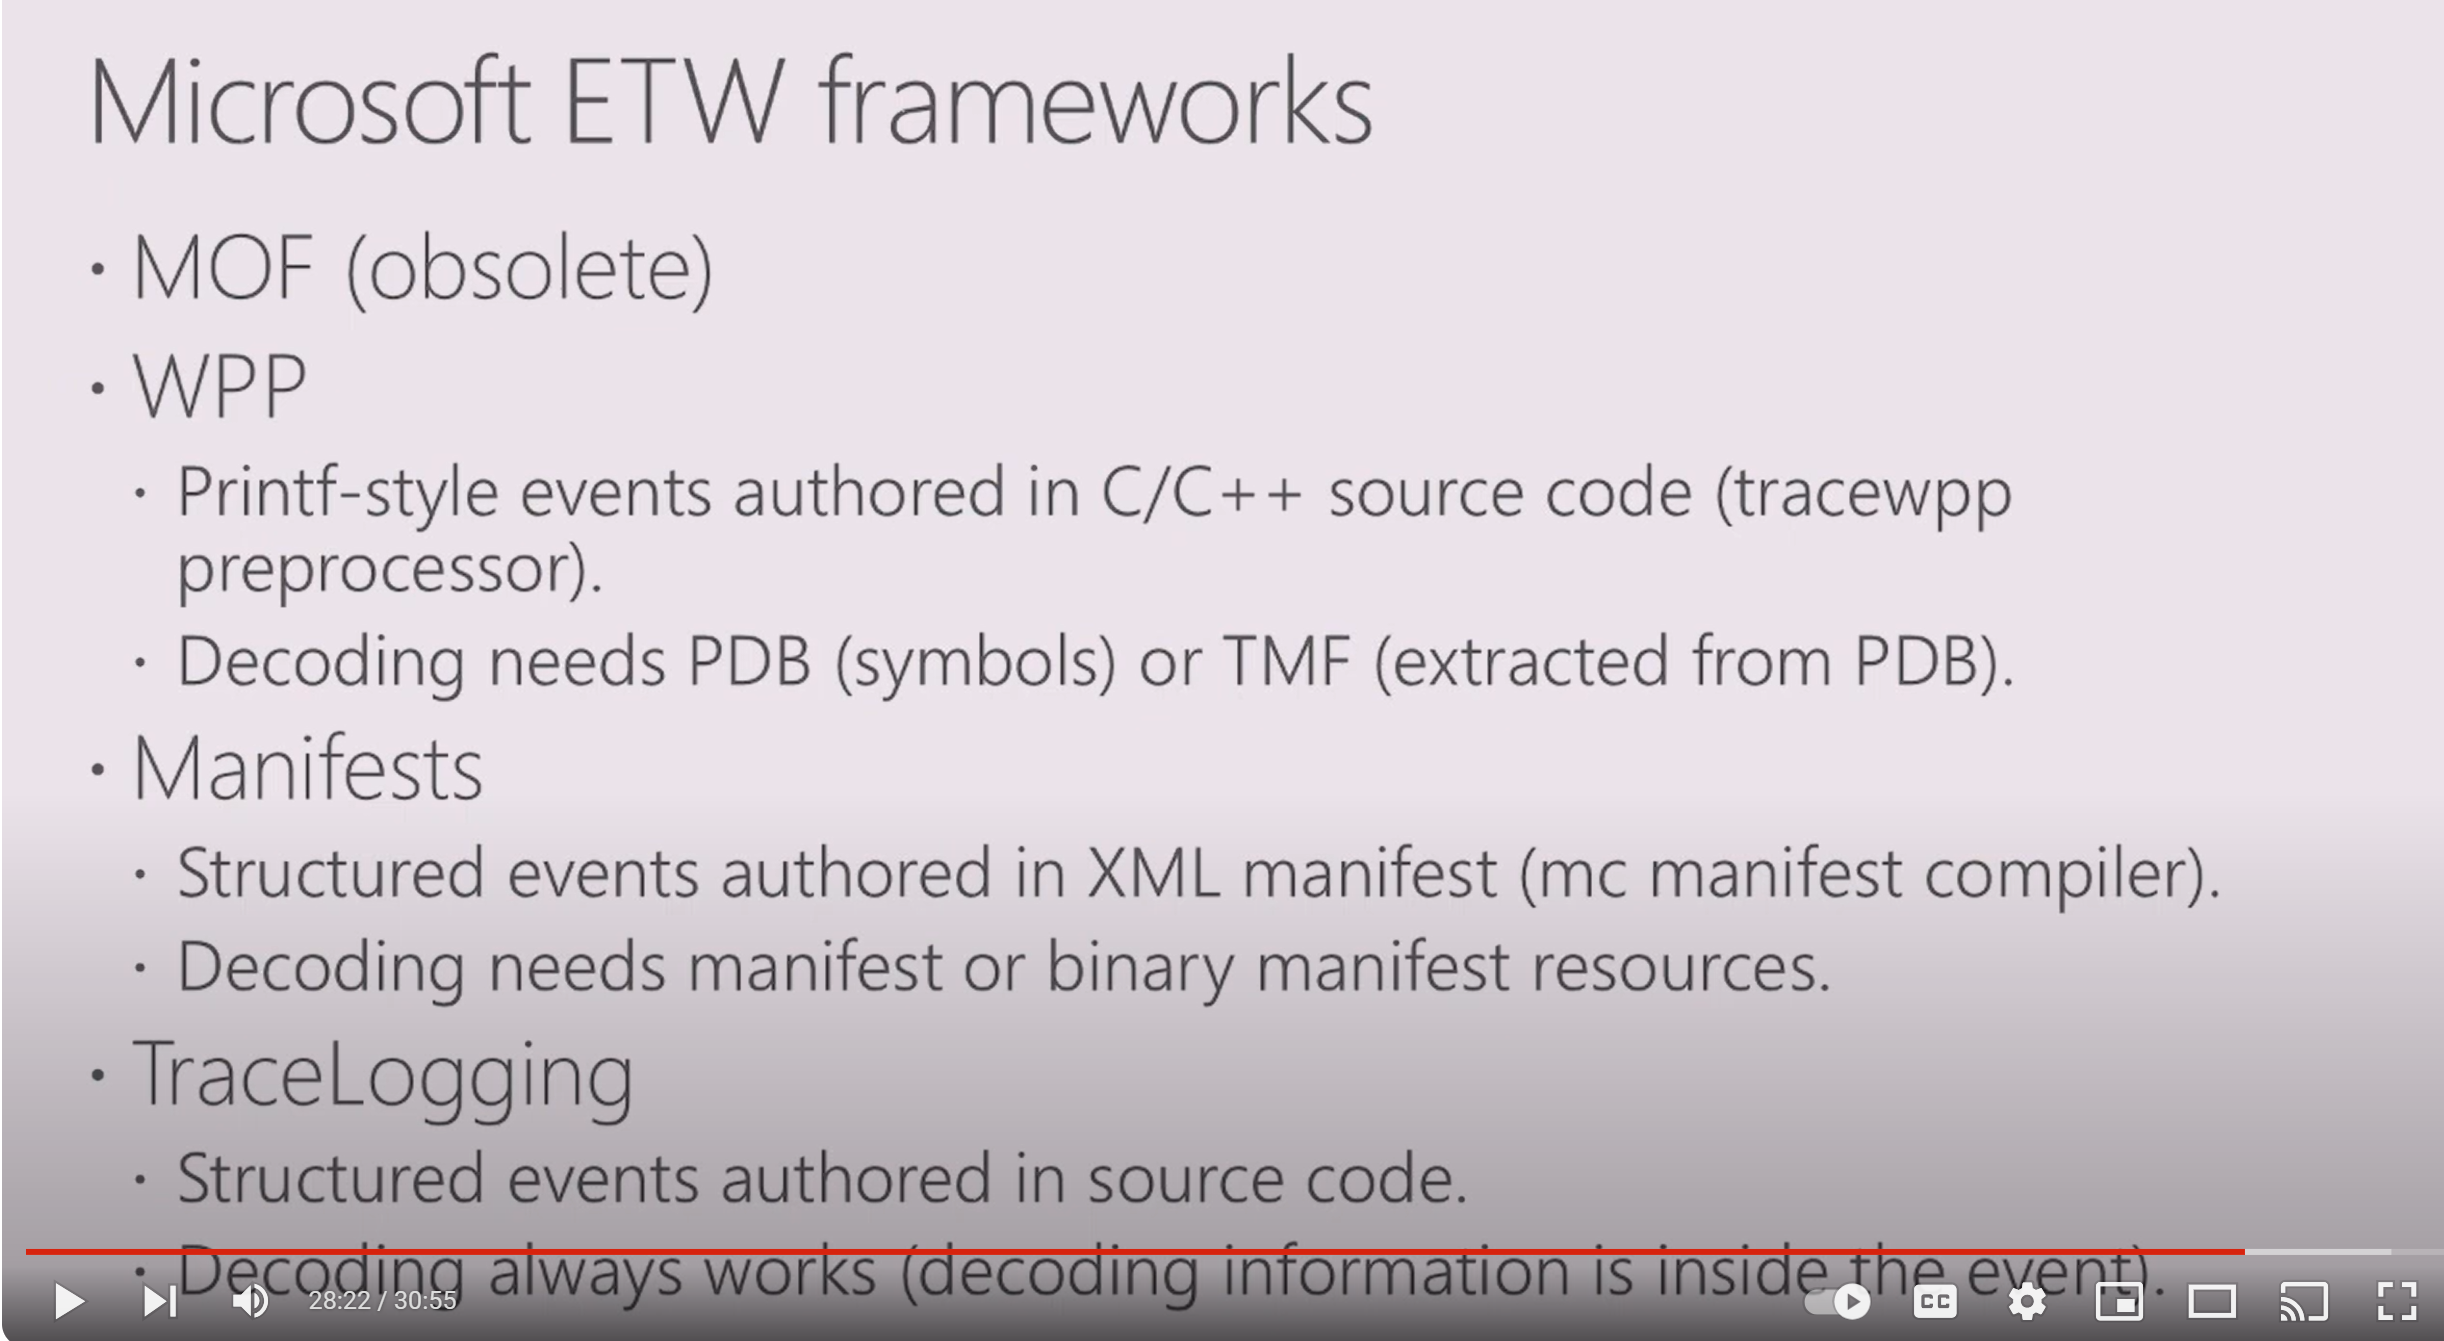 Microsoft ETW frameworks
• MOF (obsolete)
• WPP
• Printf-style events authored in C/C++ source code (tracewpp
preprocessor).
• Decoding needs PDB (symbols) or TMF (extracted from PDB).
• Manifests
• Structured events authored in XML manifest (mc manifest compiler).
• Decoding needs manifest or binary manifest resources.
• TraceLogging
• Structured events authored in source code.
• Decoding always works (decoding information is inside the event).
28:22 / 30:55
CC